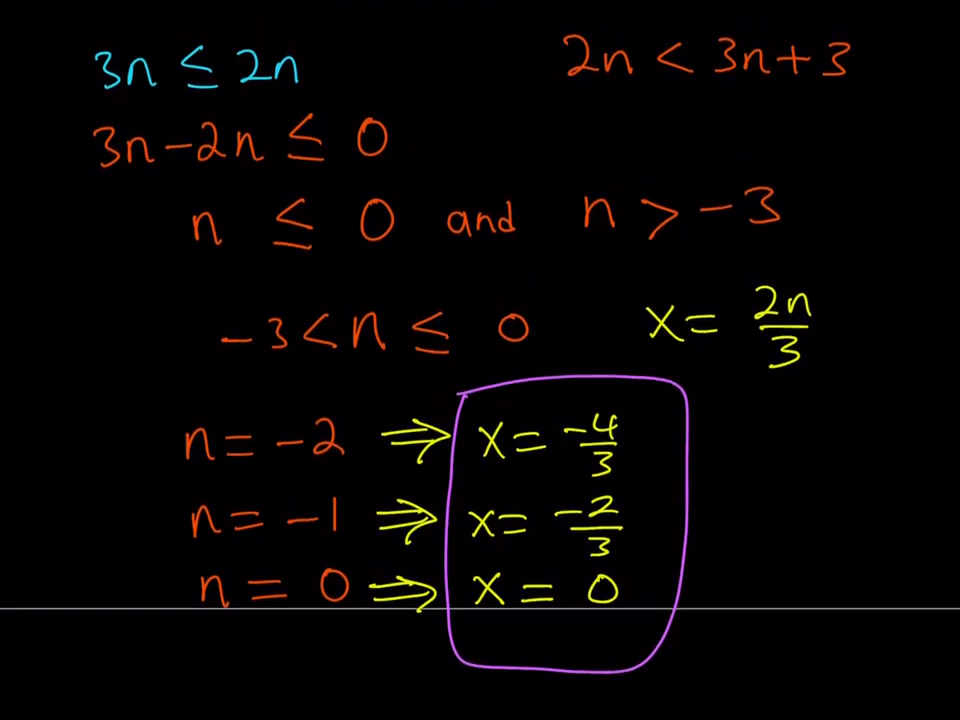 3n ≤ 2n 2n < 3n+3
3n-2n ≤ 0
n ≤ 0 and n > -3
-3 < n ≤ 0 x = 2n/3
n = -2 ⇒ x = -4/3
n = -1 ⇒ x = -2/3
n = 0 ⇒ x = 0